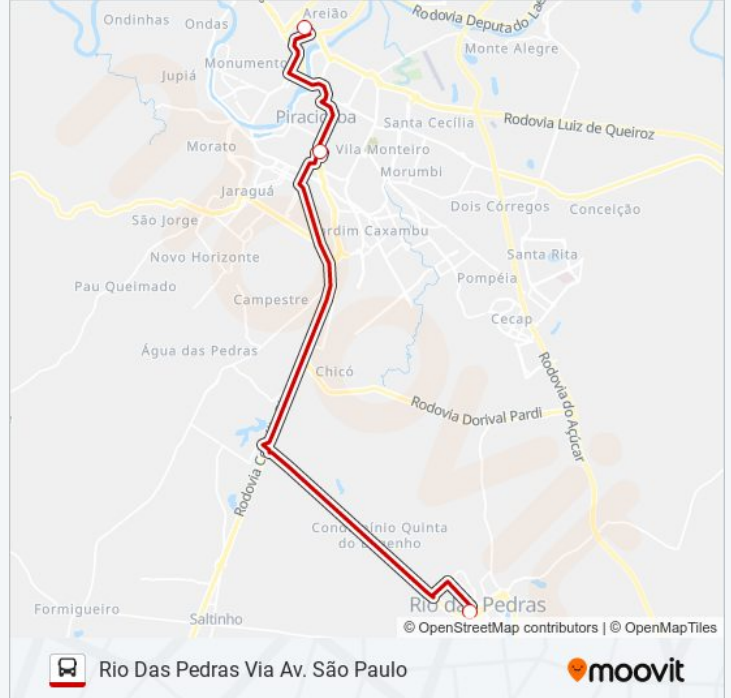 Areião
Rodovia Deputado La
Ondinhas
Ondas
Monte Alegre
Monumento
Jupiá
Piracicaba
Santa Cecília
Rodovia Luiz de Queiroz
Morato
Vila Monteiro
Morumbi
Jaraguá
Dois Córregos
Conceição
São Jorge
Jardim Caxambu
Novo Horizonte
Santa Rita
Pau Queimado
Pompéia
Campestre
Cecap
Água das Pedras
Chicó
Rodovia do Açúcar
Rodovia Dorival Pardi
Rodovia C
Condomínio Quinta
do Engenho
Formigueiro
Saltinho
Rio das Pedras
© OpenStreetMap contributors | © OpenMapTiles
Rio Das Pedras Via Av. São Paulo
moovit